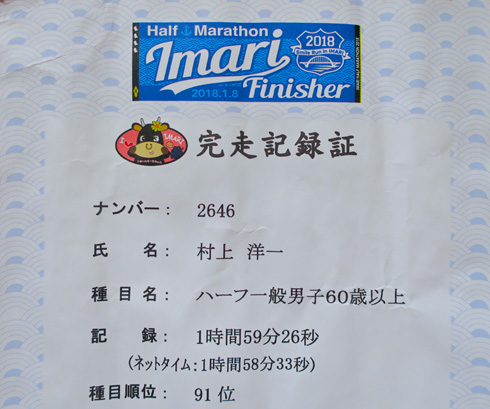 Half Marathon
Imari
Finisher
2018.1.8
2018
Smile Run in IMARI
完走記録証
ナンバー： 2646
氏　名： 村上 洋一
種目名： ハーフ一般男子60歳以上
記　録： 1時間59分26秒
(ネットタイム：1時間58分33秒)
種目順位： 91位